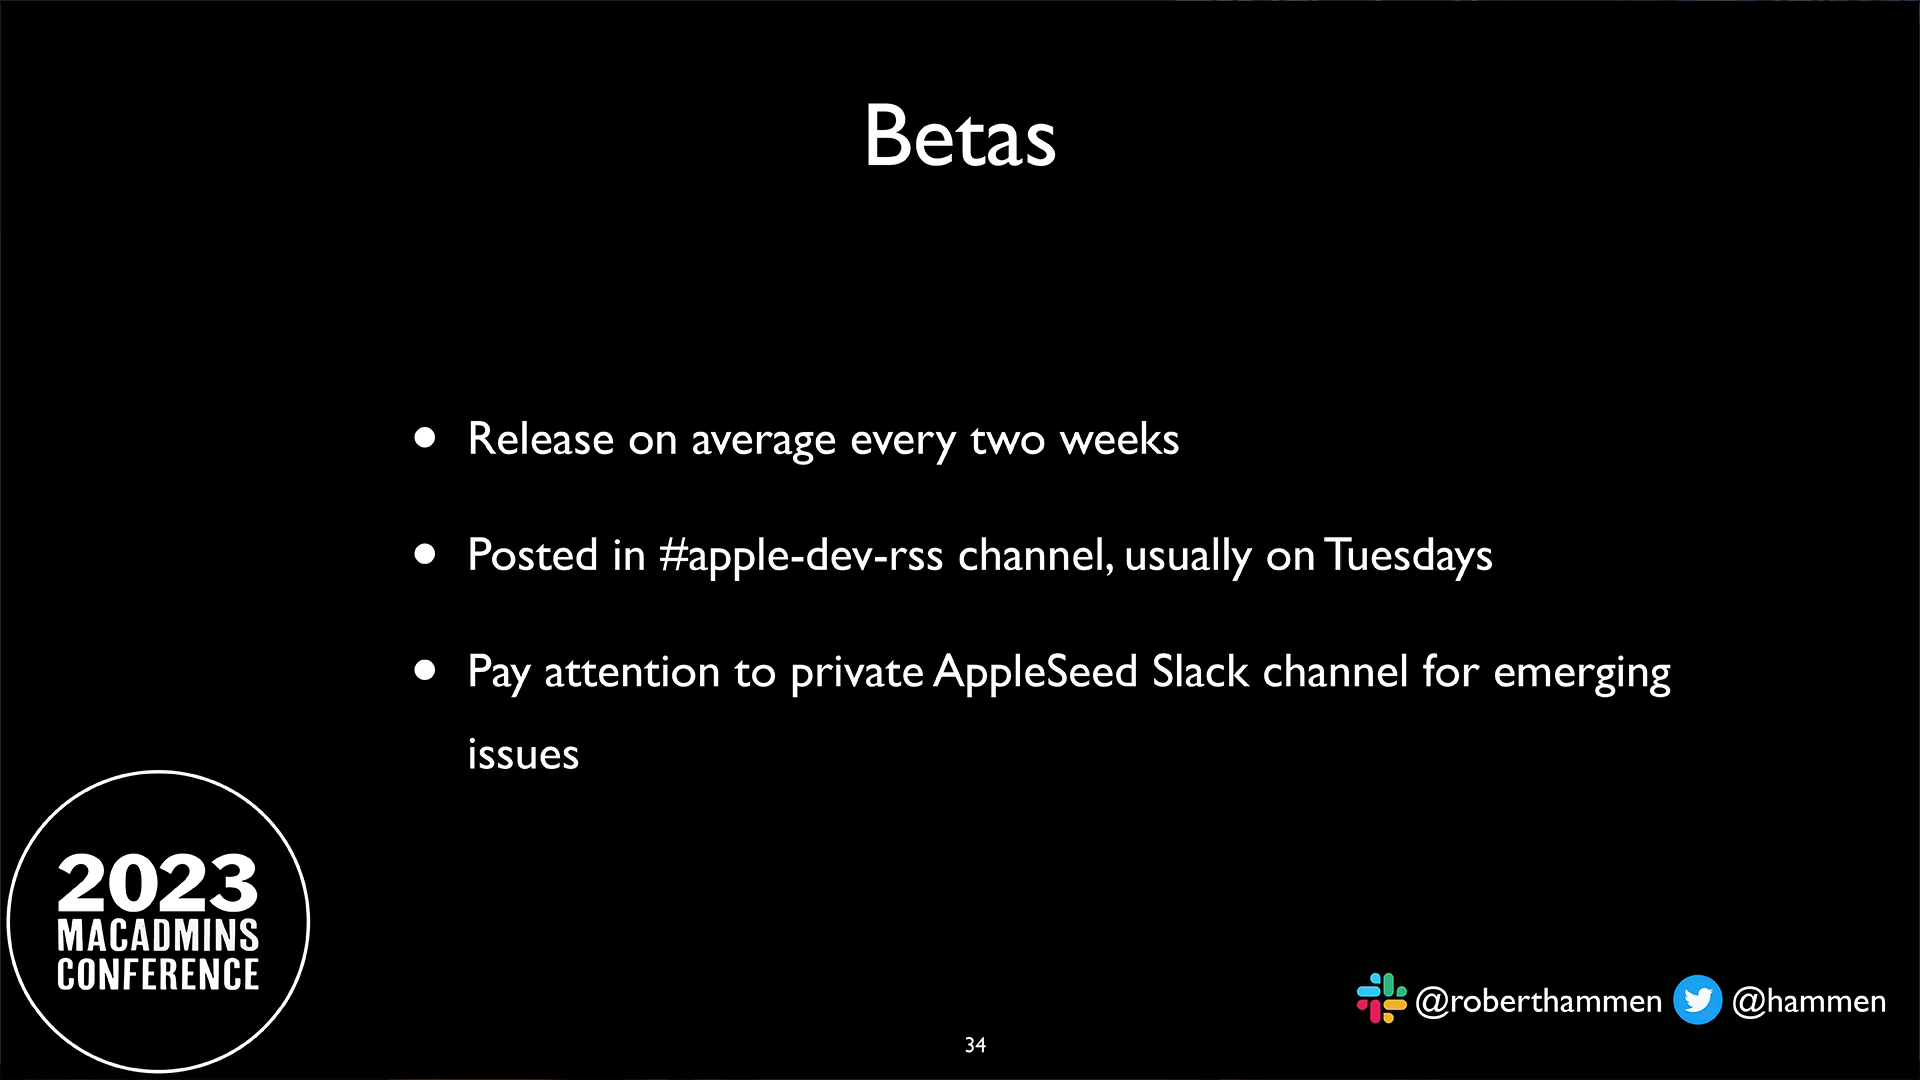 Betas
• Release on average every two weeks
• Posted in #apple-dev-rss channel, usually on Tuesdays
• Pay attention to private AppleSeed Slack channel for emerging
issues
2023
MACADMINS
CONFERENCE
@roberthammen @hammen
34